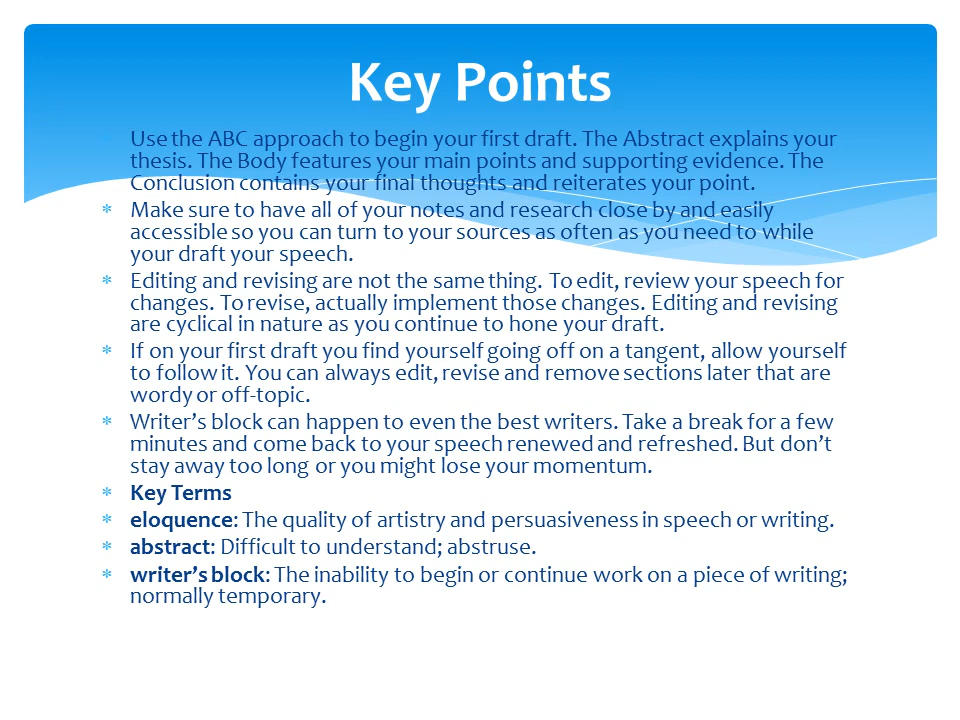 Key Points
Use the ABC approach to begin your first draft. The Abstract explains your
thesis. The Body features your main points and supporting evidence. The
Conclusion contains your final thoughts and reiterates your point.
* Make sure to have all of your notes and research close by and easily
accessible so you can turn to your sources as often as you need to while
your draft your speech.
* Editing and revising are not the same thing. To edit, review your speech for
changes. To revise, actually implement those changes. Editing and revising
are cyclical in nature as you continue to hone your draft.
* If on your first draft you find yourself going off on a tangent, allow yourself
to follow it. You can always edit, revise and remove sections later that are
wordy or off-topic.
* Writer’s block can happen to even the best writers. Take a break for a few
minutes and come back to your speech renewed and refreshed. But don’t
stay away too long or you might lose your momentum.
* Key Terms
* eloquence: The quality of artistry and persuasiveness in speech or writing.
* abstract: Difficult to understand; abstruse.
* writer’s block: The inability to begin or continue work on a piece of writing;
normally temporary.